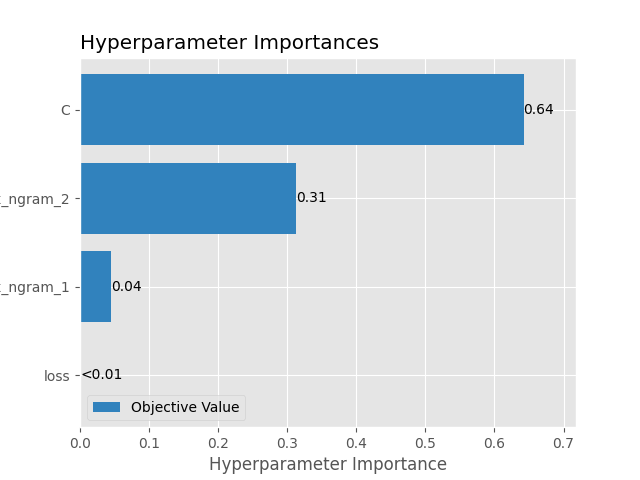 Hyperparameter Importances
C
0.64
_ngram_2
0.31
_ngram_1
0.04
loss
<0.01
Objective Value
0.0 0.1 0.2 0.3 0.4 0.5 0.6 0.7
Hyperparameter Importance